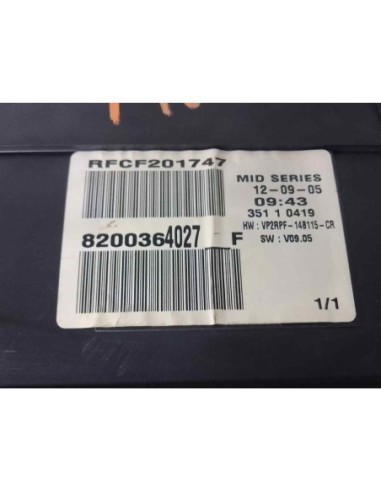 RFCF201747
MID SERIES
12-09-05
09:43
351 1 0419
HW : VP2RPF-14B115-CR
SW : V09.05
8200364027 F
1/1